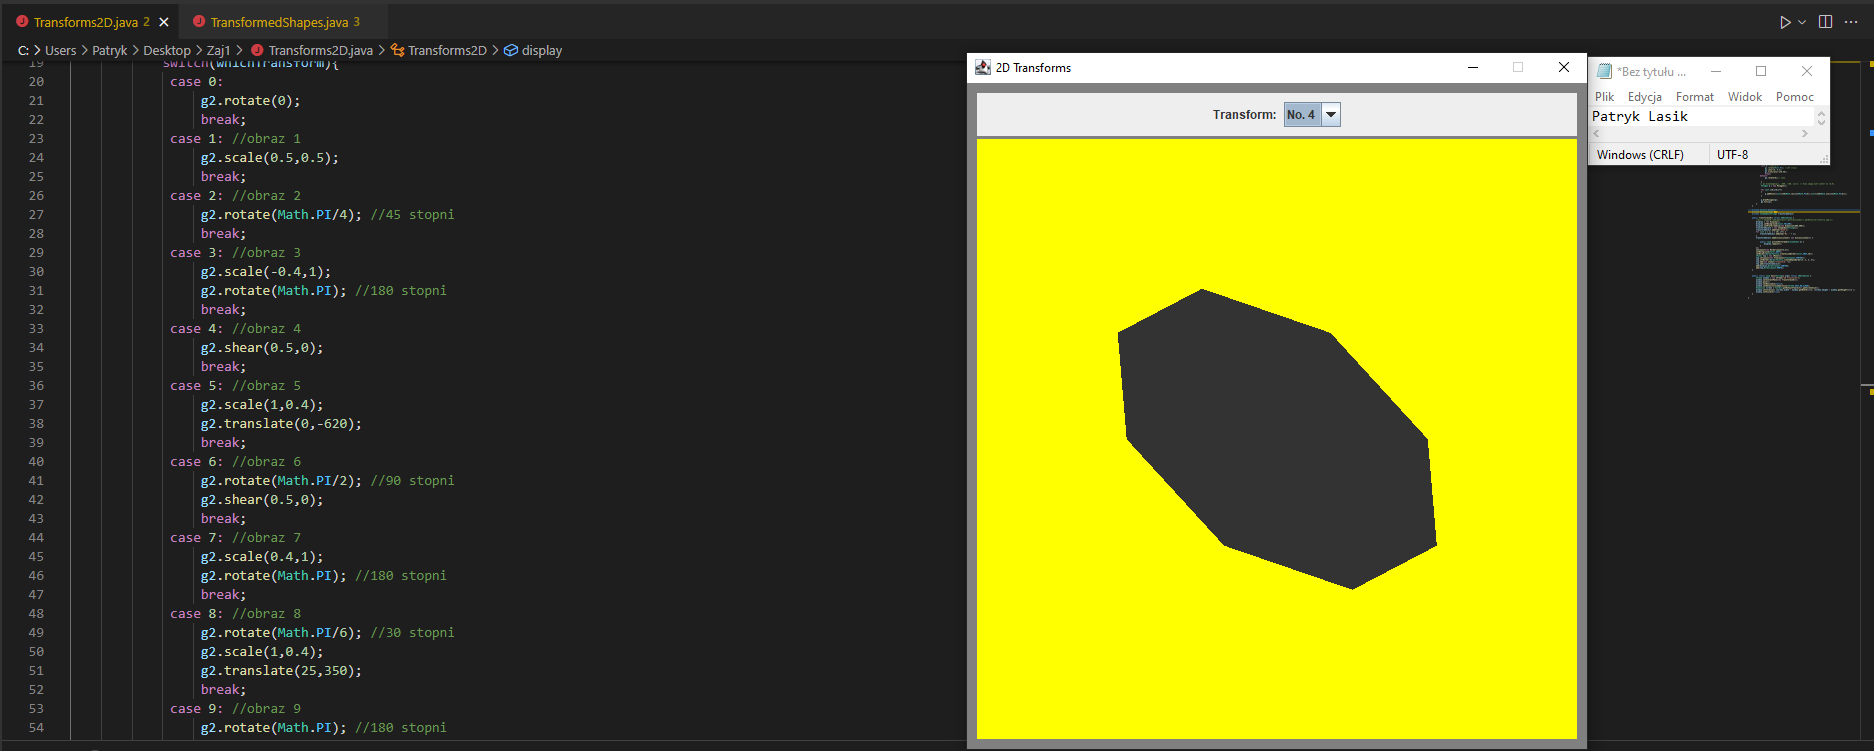 Transforms2D.java 2
TransformedShapes.java 3
C: > Users > Patryk > Desktop > Zaj1 > Transforms2D.java > Transforms2D > display
19 switch(whichTransform){
20 case 0:
21 g2.rotate(0);
22 break;
23 case 1: //obraz 1
24 g2.scale(0.5,0.5);
25 break;
26 case 2: //obraz 2
27 g2.rotate(Math.PI/4); //45 stopni
28 break;
29 case 3: //obraz 3
30 g2.scale(-0.4,1);
31 g2.rotate(Math.PI); //180 stopni
32 break;
33 case 4: //obraz 4
34 g2.shear(0.5,0);
35 break;
36 case 5: //obraz 5
37 g2.scale(1,0.4);
38 g2.translate(0,-620);
39 break;
40 case 6: //obraz 6
41 g2.rotate(Math.PI/2); //90 stopni
42 g2.shear(0.5,0);
43 break;
44 case 7: //obraz 7
45 g2.scale(0.4,1);
46 g2.rotate(Math.PI); //180 stopni
47 break;
48 case 8: //obraz 8
49 g2.rotate(Math.PI/6); //30 stopni
50 g2.scale(1,0.4);
51 g2.translate(25,350);
52 break;
53 case 9: //obraz 9
54 g2.rotate(Math.PI); //180 stopni
2D Transforms
Transform: No. 4
*Bez tytułu ...
Plik Edycja Format Widok Pomoc
Patryk Lasik
Windows (CRLF) UTF-8